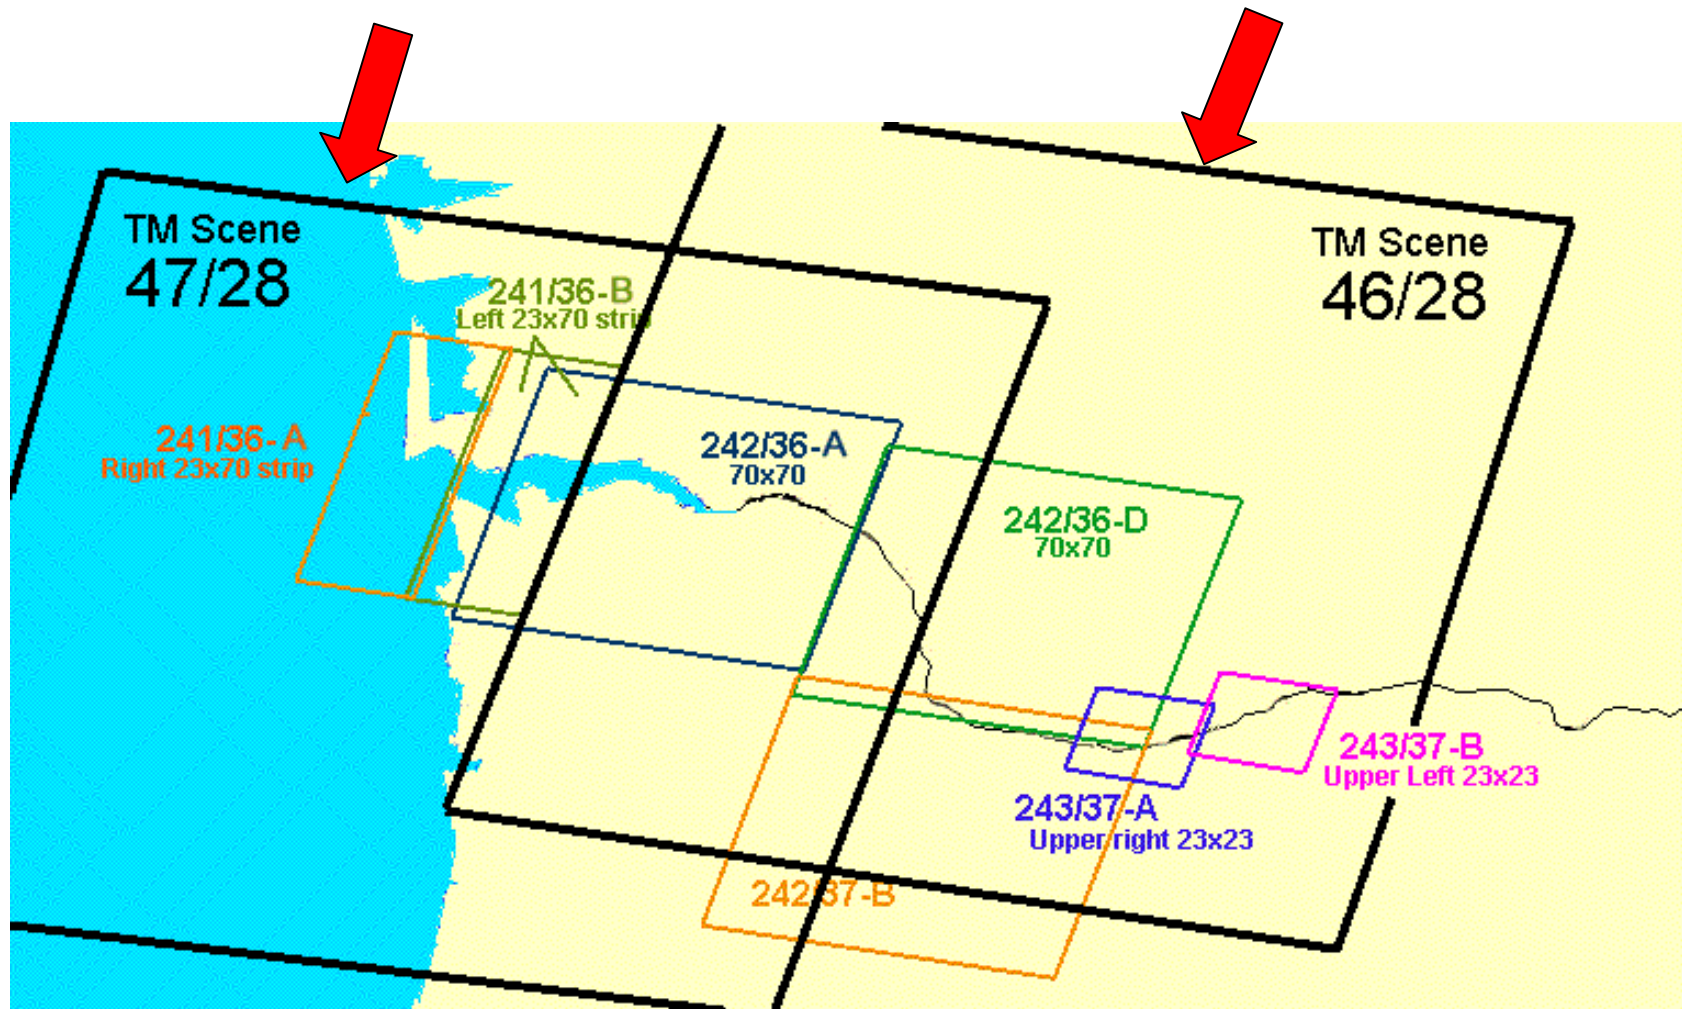 TM Scene
47/28
TM Scene
46/28
241/36-B
Left 23x70 strip
241/36-A
Right 23x70 strip
242/36-A
70x70
242/36-D
70x70
243/37-B
Upper Left 23x23
243/37-A
Upper right 23x23
242/37-B